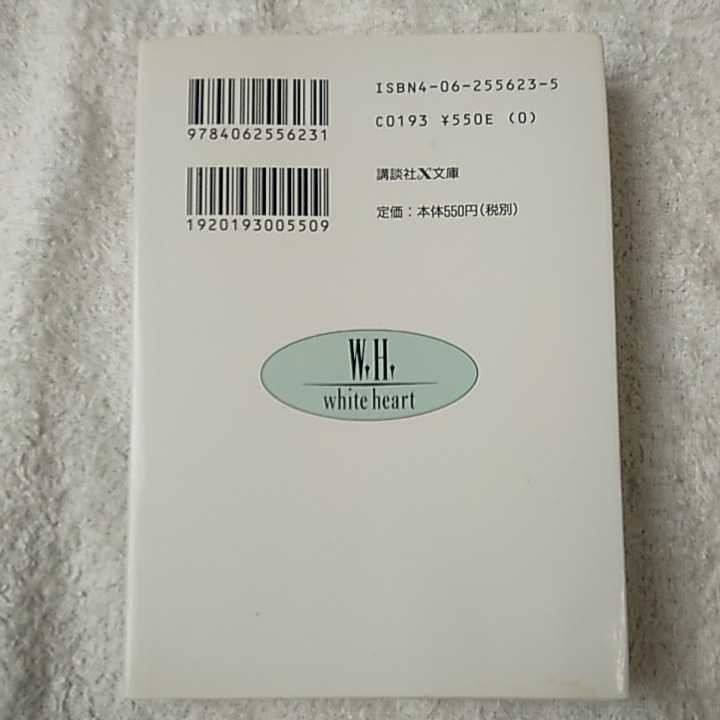 ISBN4-06-255623-5
9784062556231
C0193 ¥550E (0)
講談社X文庫
1920193005509
定価：本体550円(税別)
W.H.
white heart